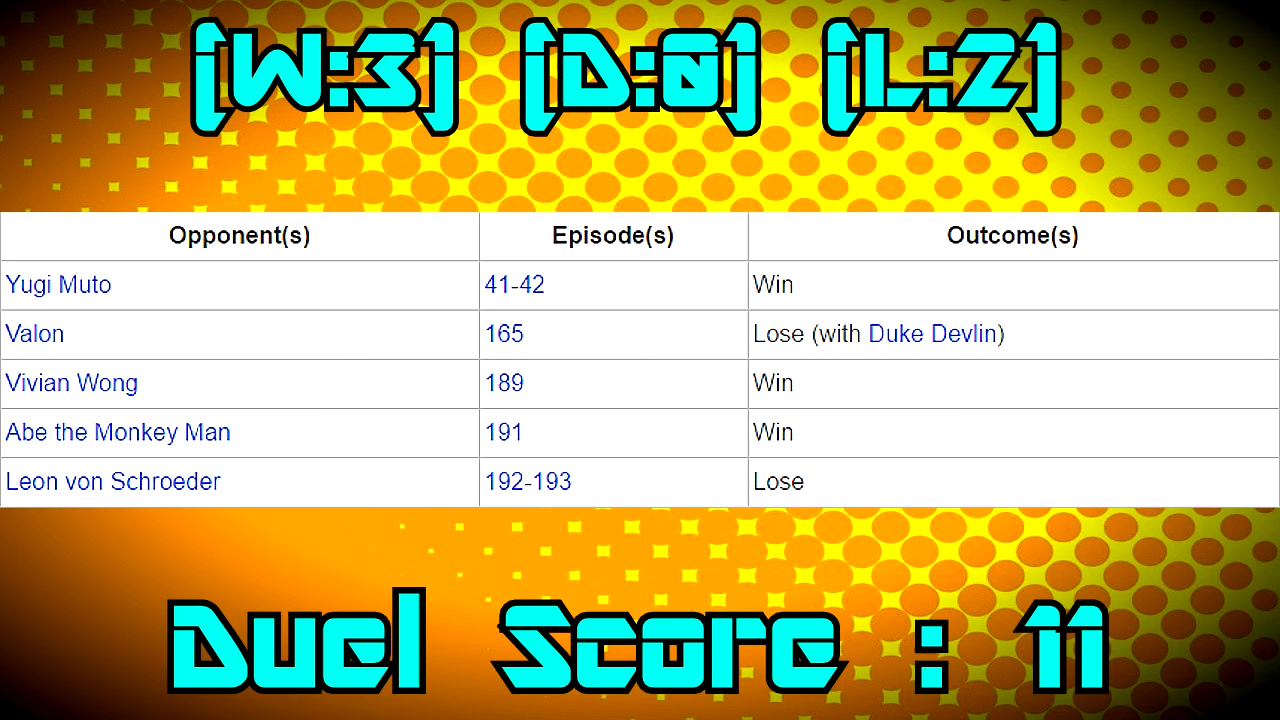 [W:3] [D:0] [L:2]
Opponent(s) Episode(s) Outcome(s)
Yugi Muto 41-42 Win
Valon 165 Lose (with Duke Devlin)
Vivian Wong 189 Win
Abe the Monkey Man 191 Win
Leon von Schroeder 192-193 Lose
Duel Score : 11